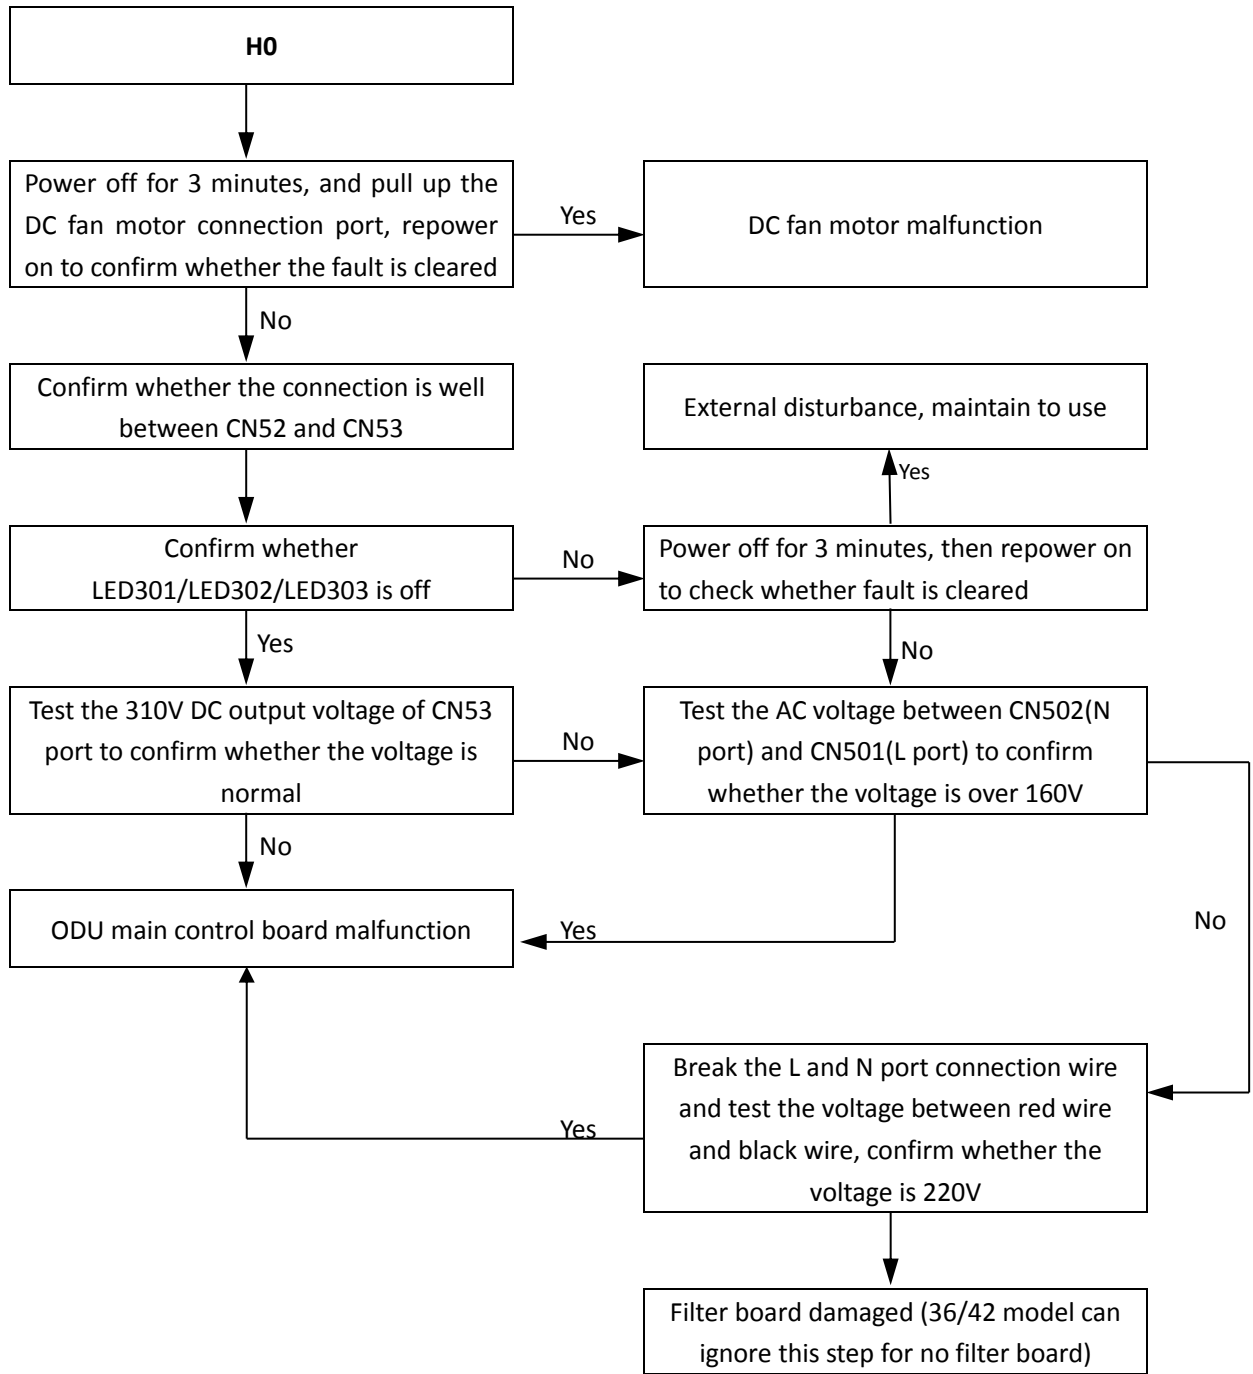 H0
Power off for 3 minutes, and pull up the
DC fan motor connection port, repower
on to confirm whether the fault is cleared
Yes
DC fan motor malfunction
No
Confirm whether the connection is well
between CN52 and CN53
External disturbance, maintain to use
Yes
Confirm whether
LED301/LED302/LED303 is off
No
Power off for 3 minutes, then repower on
to check whether fault is cleared
Yes
No
Test the 310V DC output voltage of CN53
port to confirm whether the voltage is
normal
No
Test the AC voltage between CN502(N
port) and CN501(L port) to confirm
whether the voltage is over 160V
No
ODU main control board malfunction
Yes
No
Break the L and N port connection wire
and test the voltage between red wire
and black wire, confirm whether the
voltage is 220V
Yes
Filter board damaged (36/42 model can
ignore this step for no filter board)